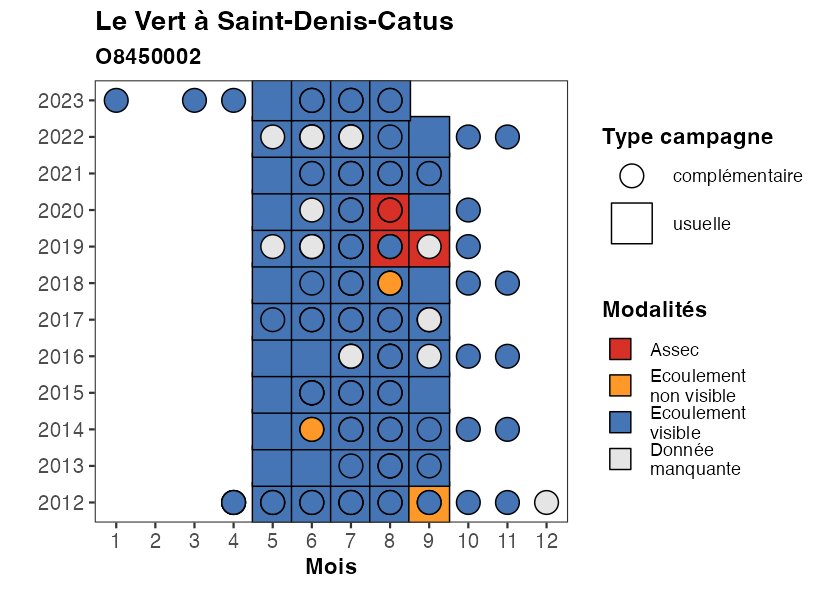 Le Vert à Saint-Denis-Catus
O8450002
2023
2022
2021
2020
2019
2018
2017
2016
2015
2014
2013
2012
1 2 3 4 5 6 7 8 9 10 11 12
Mois
Type campagne
complémentaire
usuelle
Modalités
Assec
Ecoulement
non visible
Ecoulement
visible
Donnée
manquante